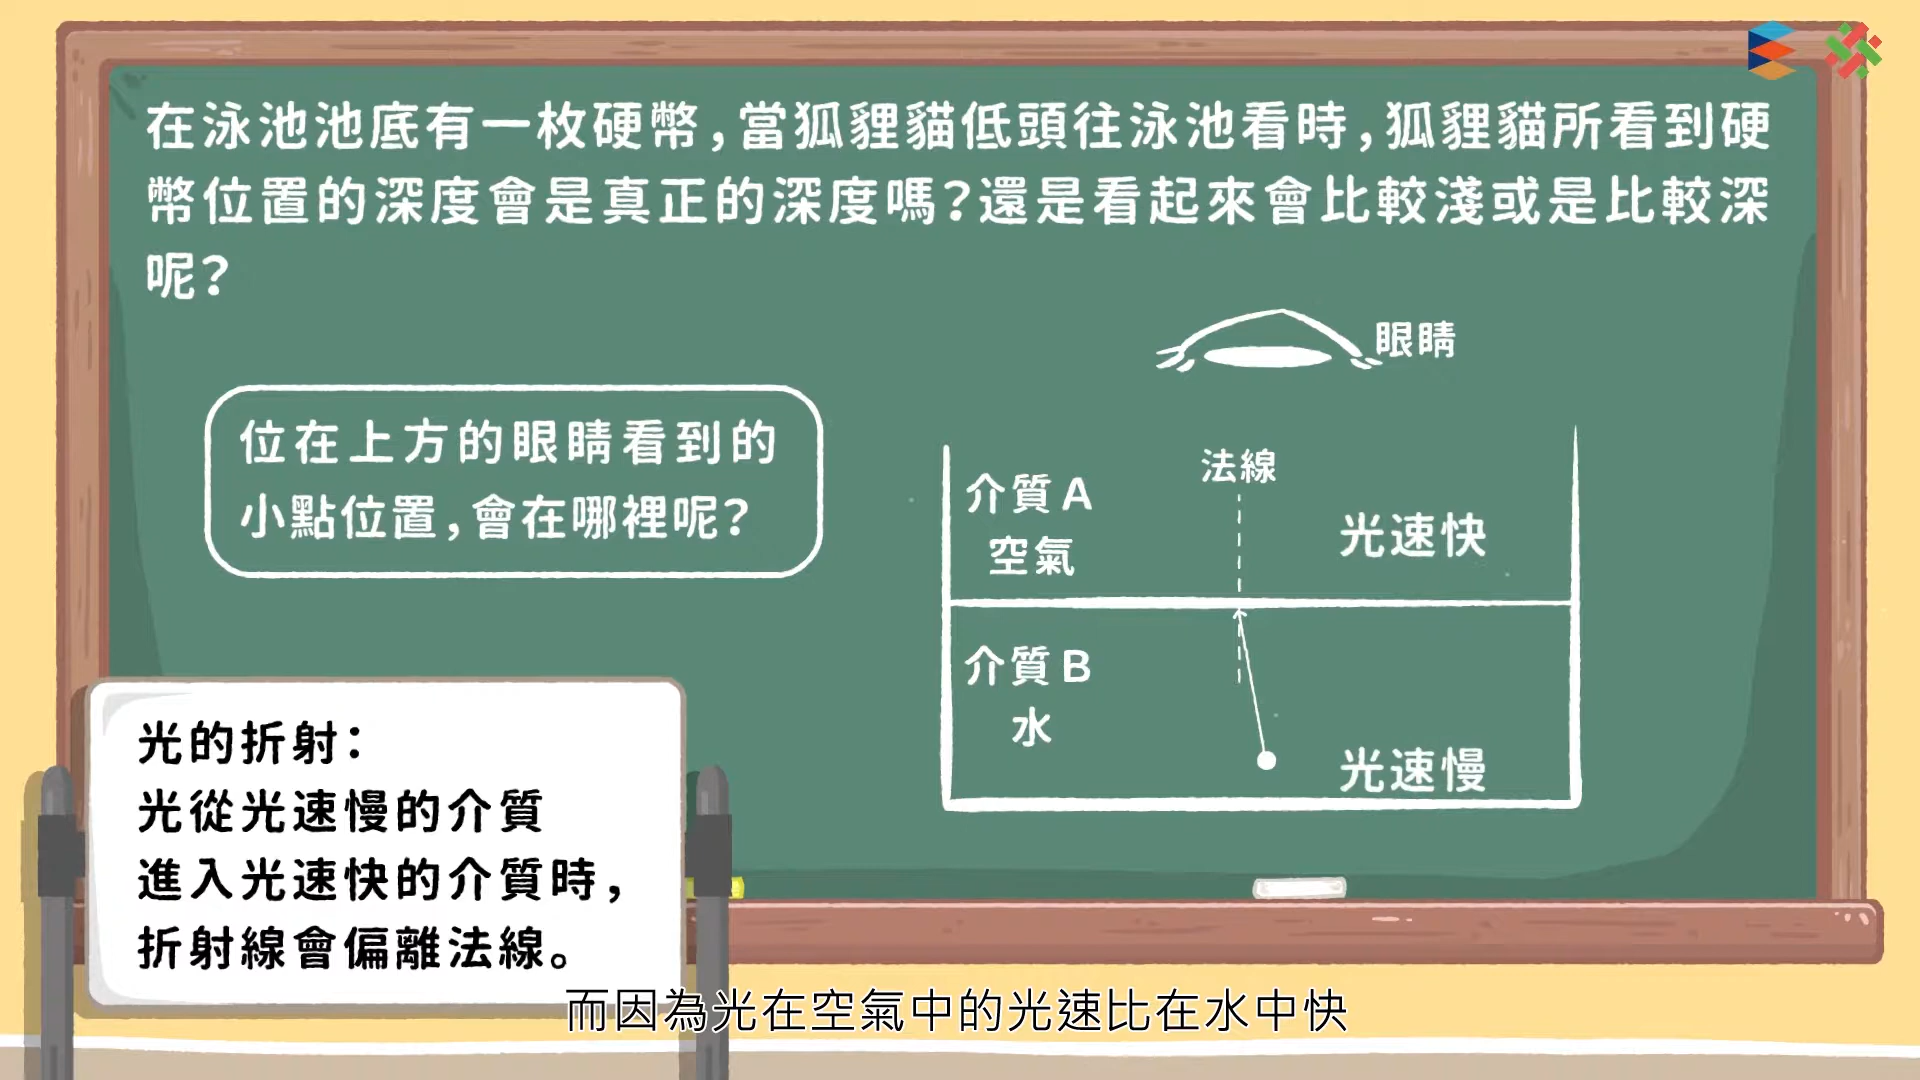 在泳池池底有一枚硬幣，當狐貍貓低頭往泳池看時，狐貍貓所看到硬
幣位置的深度會是真正的深度嗎？還是看起來會比較淺或是比較深
呢？
眼睛
位在上方的眼睛看到的
小點位置，會在哪裡呢？
法線
介質A
空氣
光速快
介質B
水
光速慢
光的折射：
光從光速慢的介質
進入光速快的介質時，
折射線會偏離法線。
而因為光在空氣中的光速比在水中快